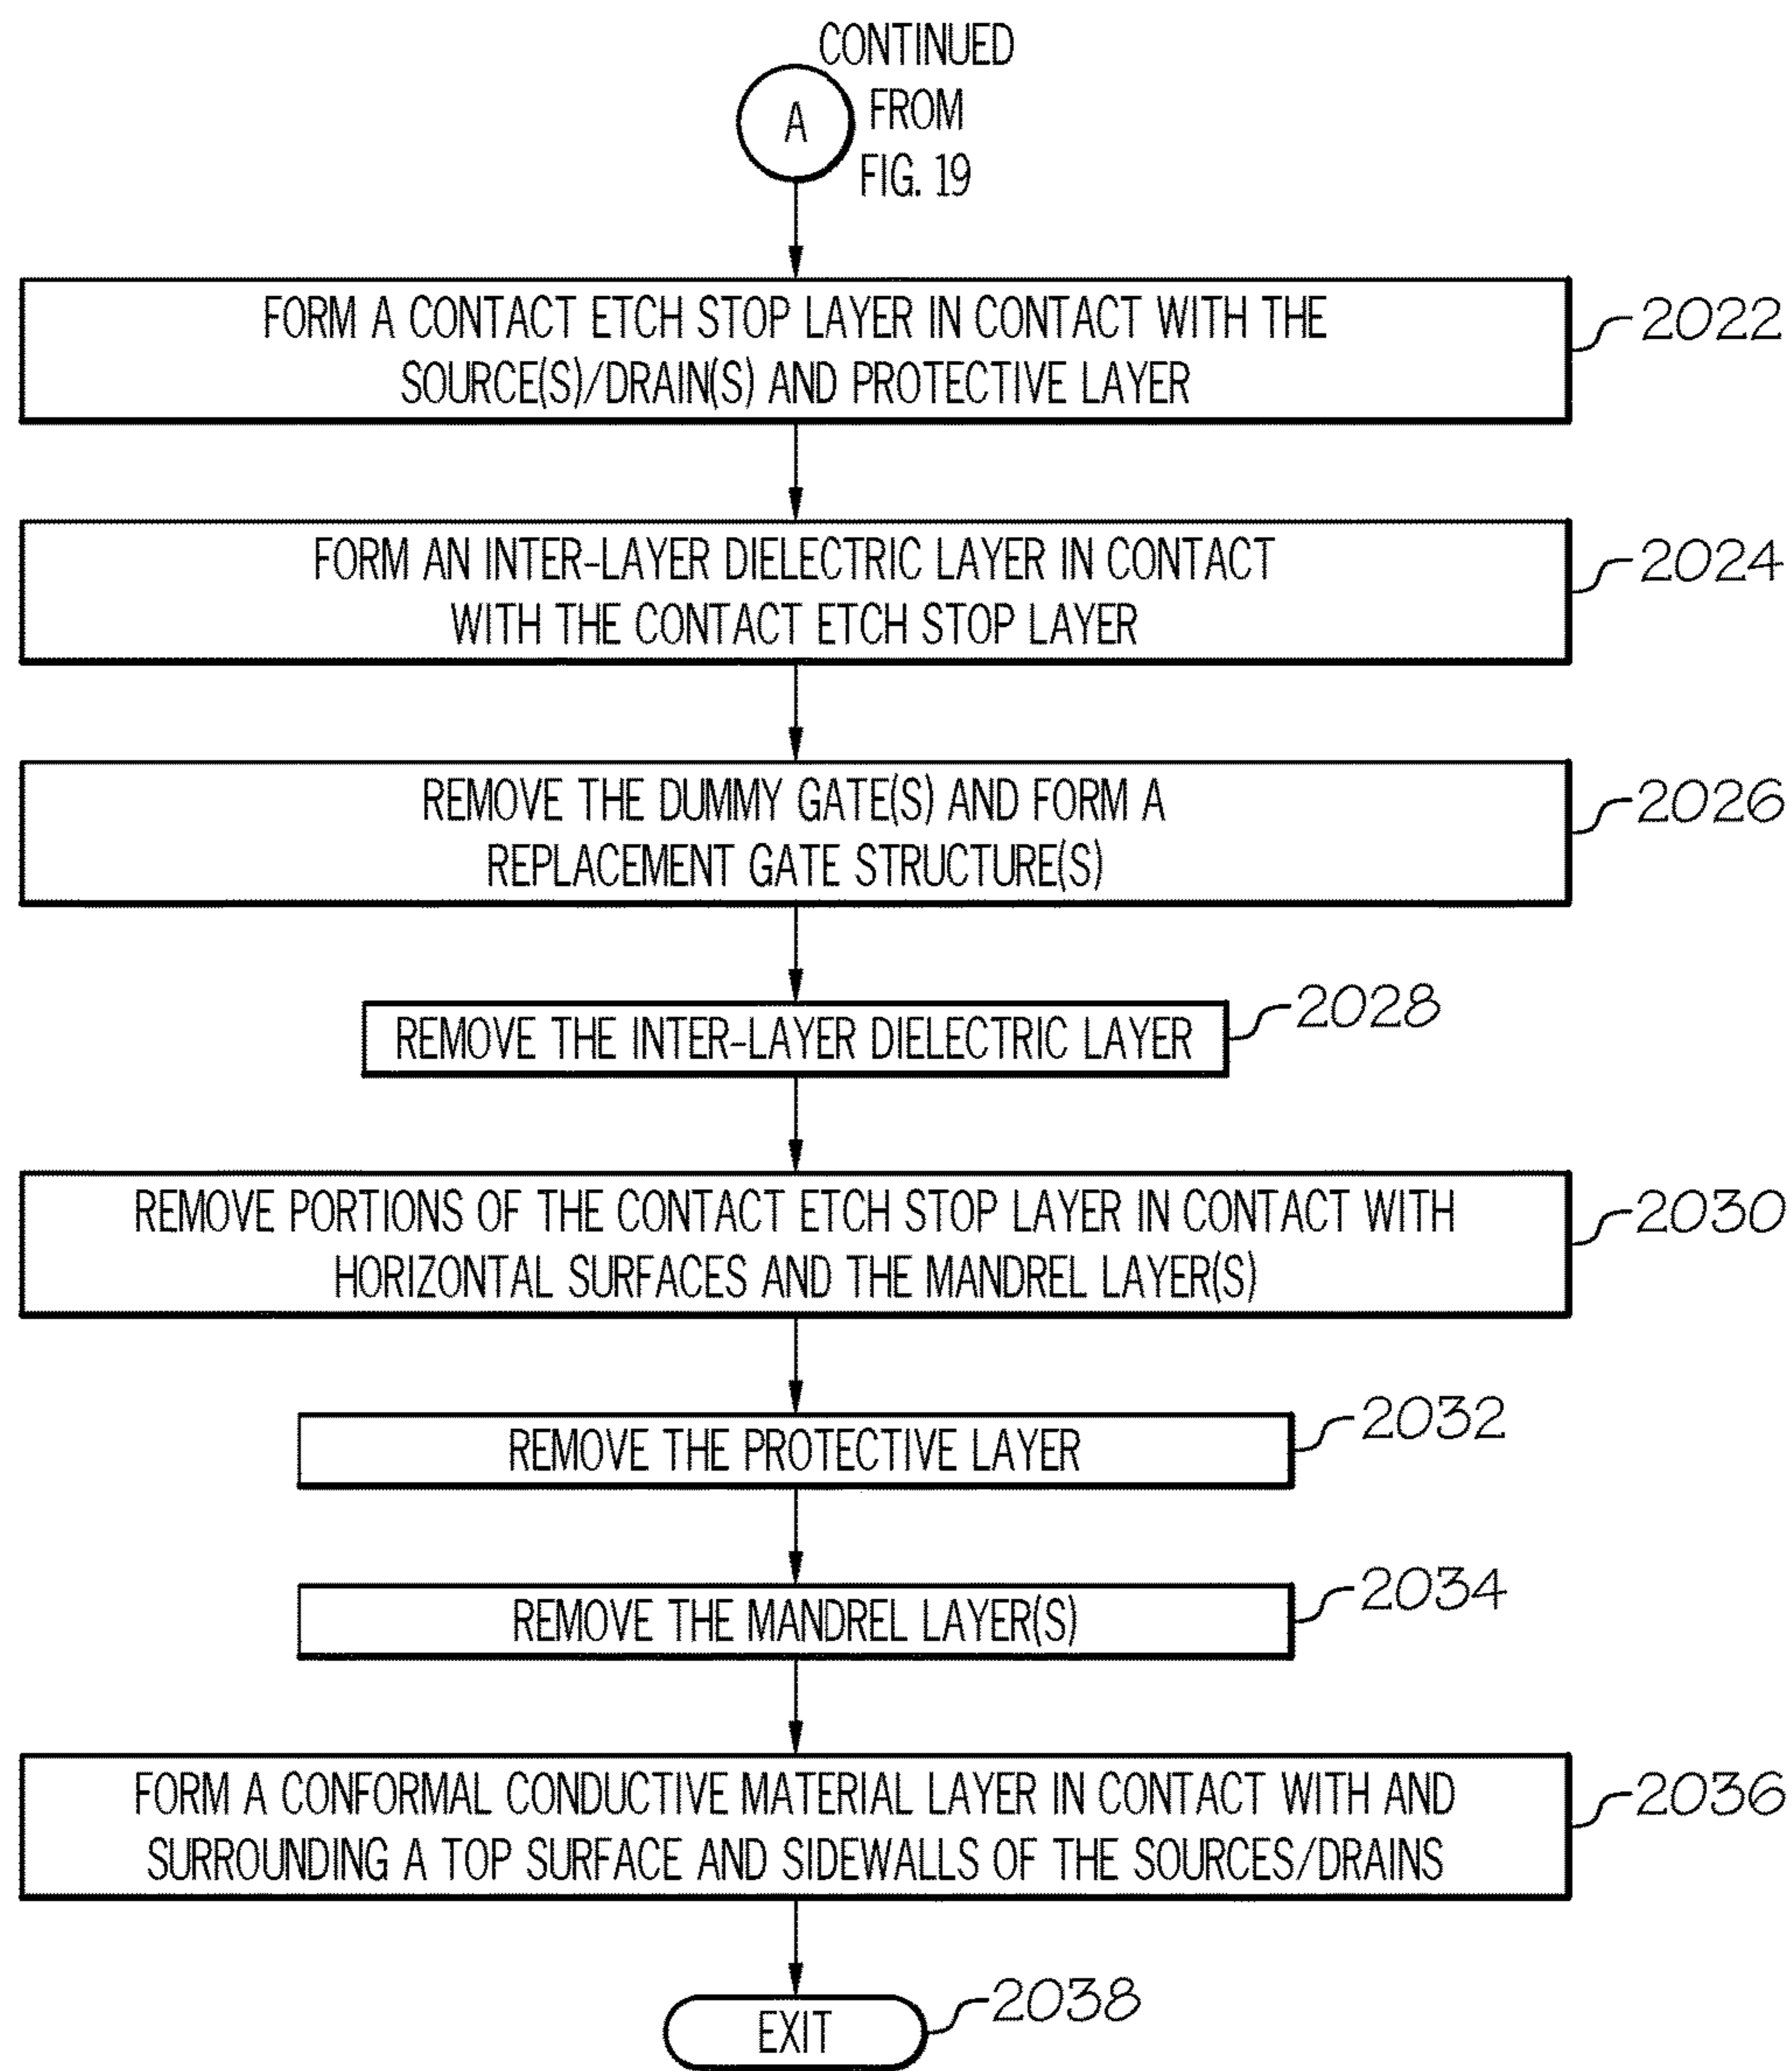 CONTINUED
A
FROM
FIG. 19
FORM A CONTACT ETCH STOP LAYER IN CONTACT WITH THE
SOURCE(S)/DRAIN(S) AND PROTECTIVE LAYER
2022
FORM AN INTER-LAYER DIELECTRIC LAYER IN CONTACT
WITH THE CONTACT ETCH STOP LAYER
2024
REMOVE THE DUMMY GATE(S) AND FORM A
REPLACEMENT GATE STRUCTURE(S)
2026
REMOVE THE INTER-LAYER DIELECTRIC LAYER
2028
REMOVE PORTIONS OF THE CONTACT ETCH STOP LAYER IN CONTACT WITH
HORIZONTAL SURFACES AND THE MANDREL LAYER(S)
2030
REMOVE THE PROTECTIVE LAYER
2032
REMOVE THE MANDREL LAYER(S)
2034
FORM A CONFORMAL CONDUCTIVE MATERIAL LAYER IN CONTACT WITH AND
SURROUNDING A TOP SURFACE AND SIDEWALLS OF THE SOURCES/DRAINS
2036
EXIT
2038